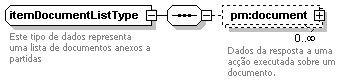 itemDocumentListType
pm:document
0..∞
Este tipo de dados representa
uma lista de documentos anexos a
partidas
Dados da resposta a uma
acção executada sobre um
documento.